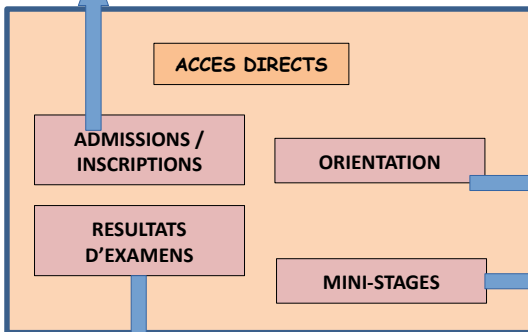 ACCES DIRECTS
ADMISSIONS /
INSCRIPTIONS
ORIENTATION
RESULTATS
D’EXAMENS
MINI-STAGES